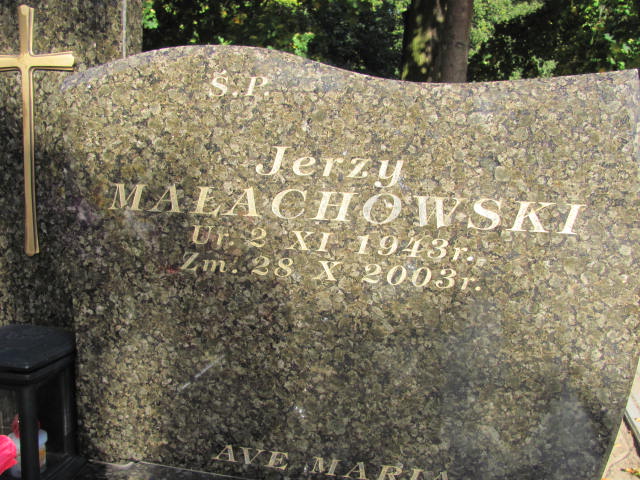 Ś.P.
Jerzy
MAŁACHOWSKI
Ur. 2 XI 1943r.
Zm. 28 X 2003r.
AVE MARIA